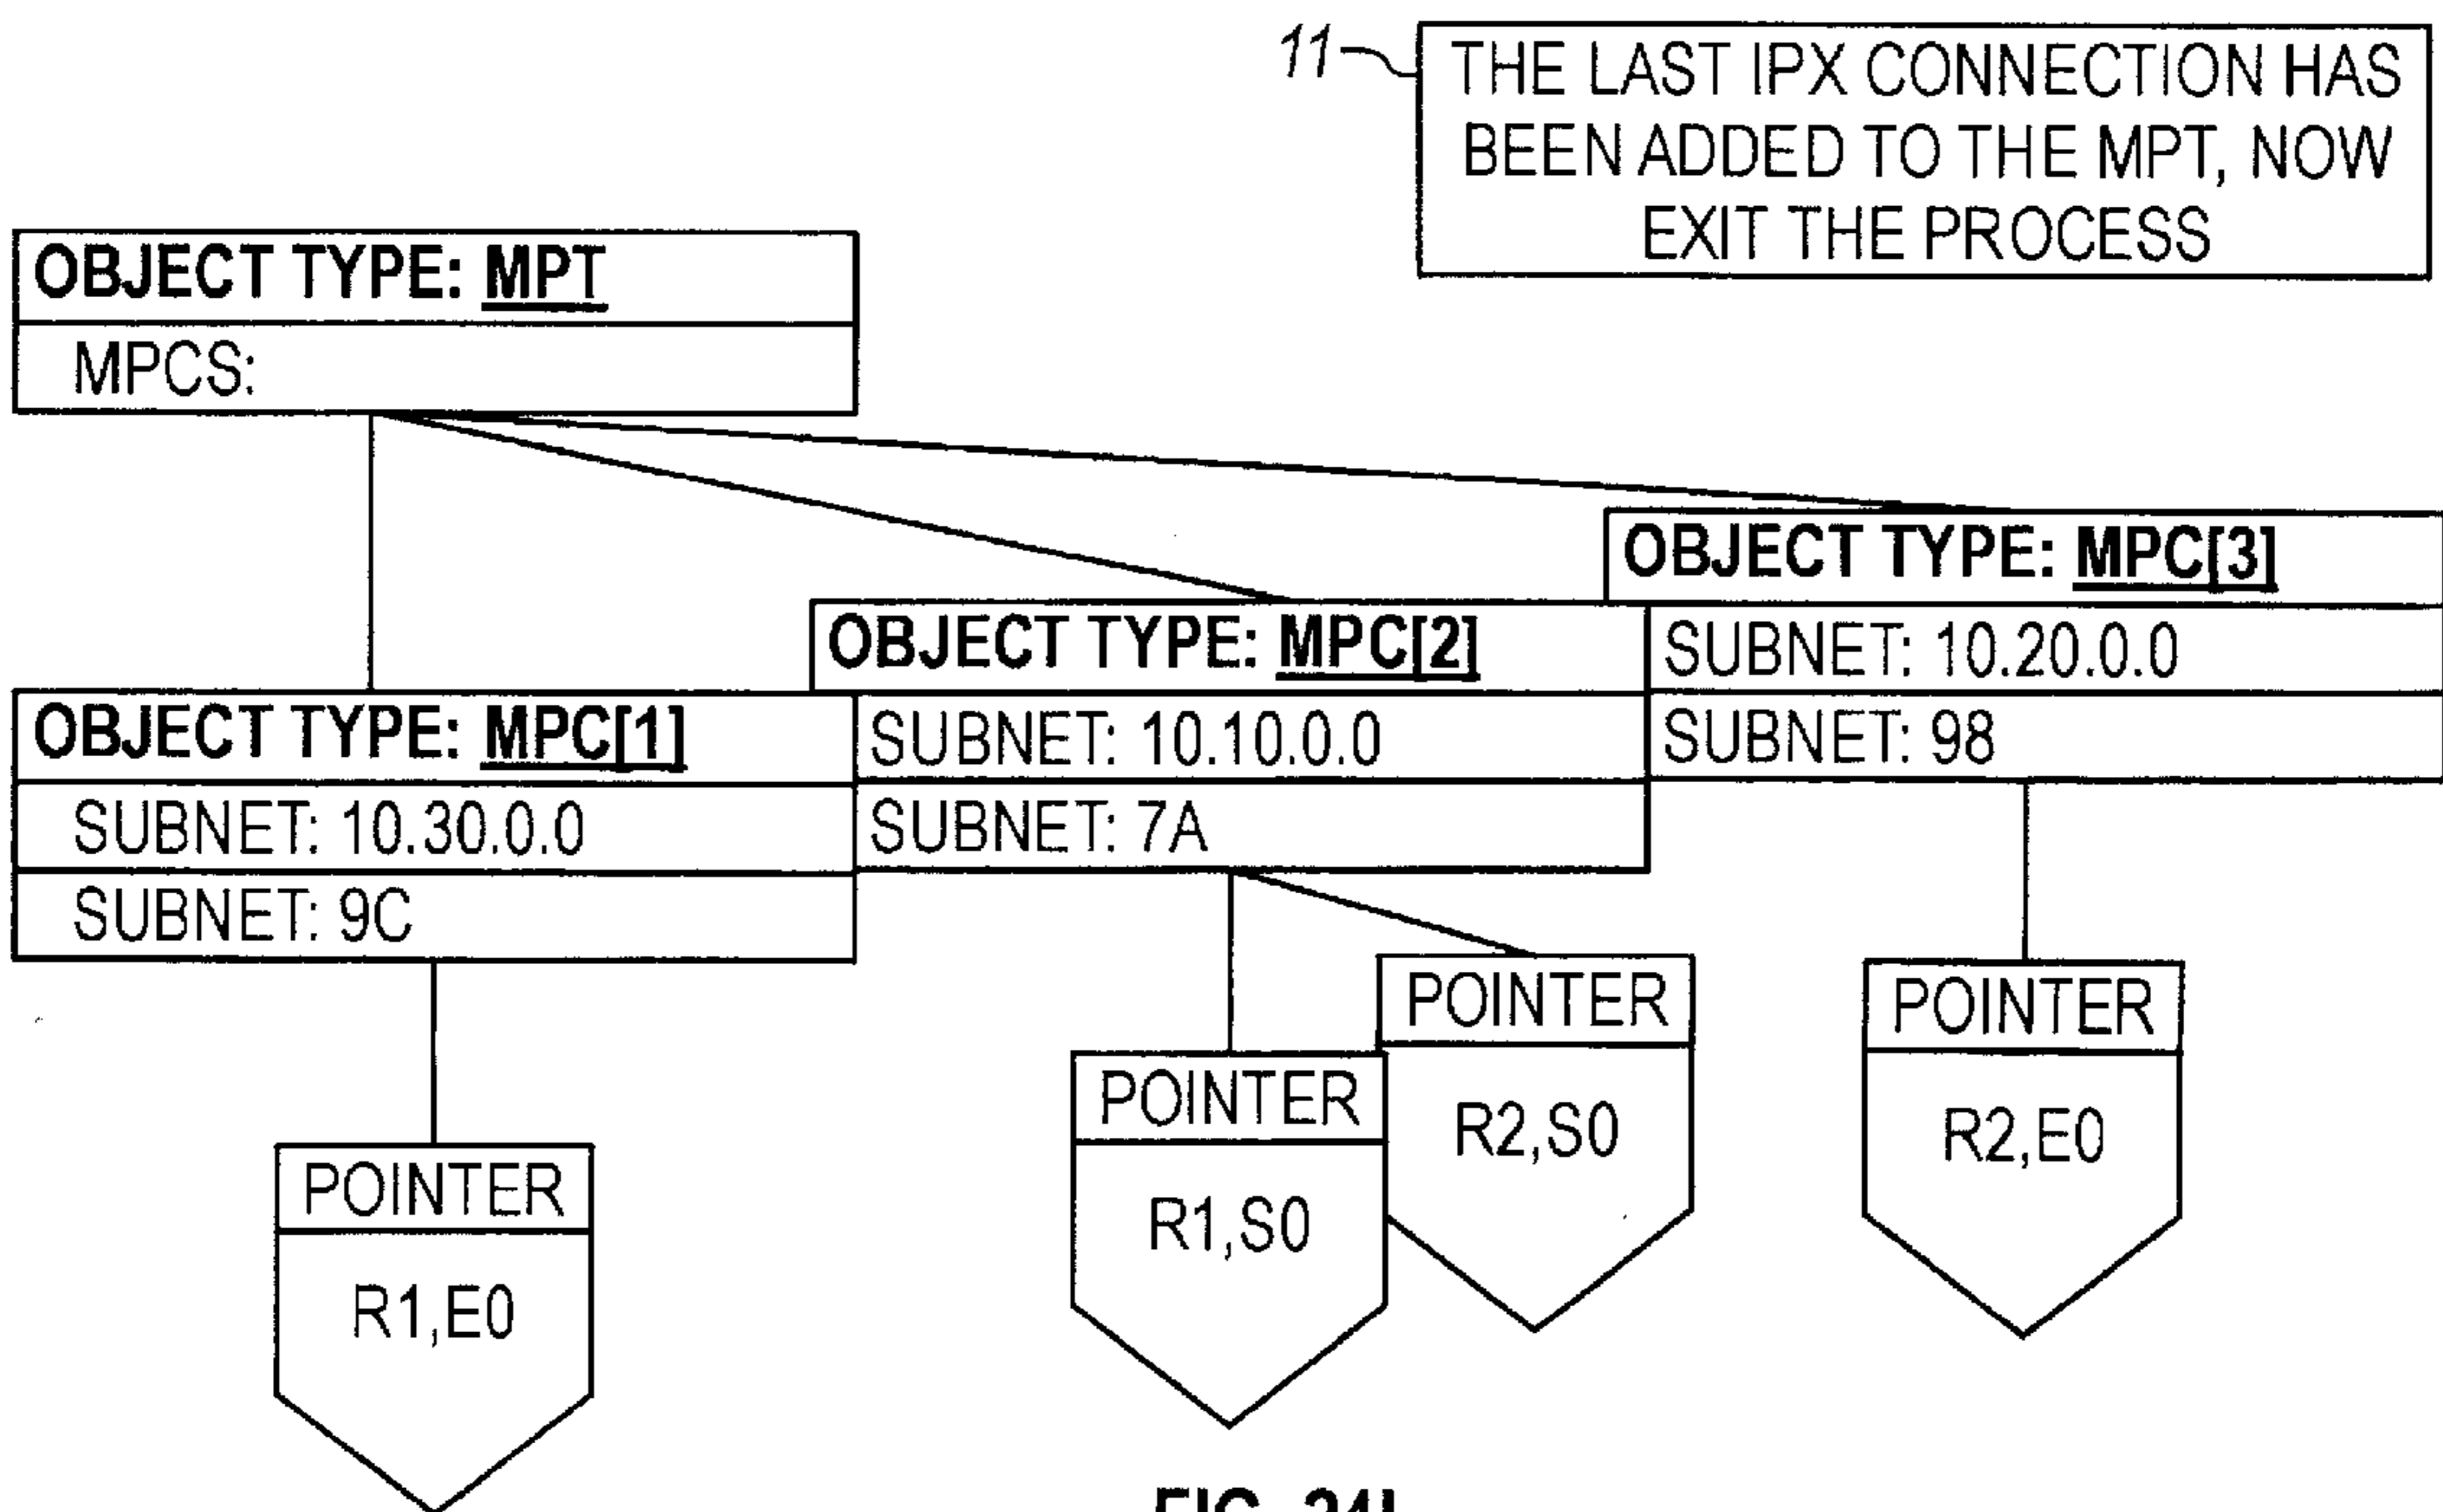 11
THE LAST IPX CONNECTION HAS
BEEN ADDED TO THE MPT, NOW
EXIT THE PROCESS
OBJECT TYPE: MPT
MPCS:
OBJECT TYPE: MPC[3]
SUBNET: 10.20.0.0
SUBNET: 98
OBJECT TYPE: MPC[2]
SUBNET: 10.10.0.0
SUBNET: 7A
OBJECT TYPE: MPC[1]
SUBNET: 10.30.0.0
SUBNET: 9C
POINTER
R1,E0
POINTER
R1,S0
POINTER
R2,S0
POINTER
R2,E0
FIG.